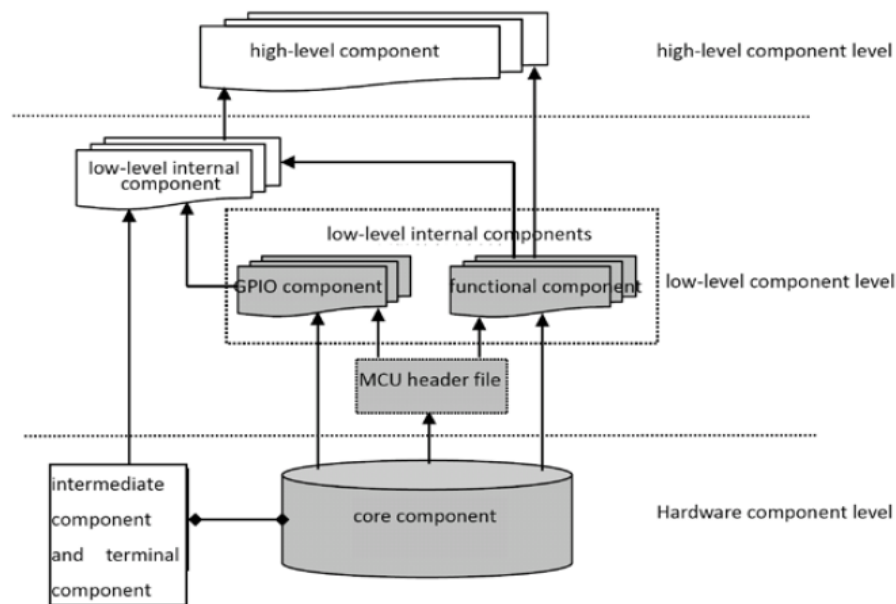 high-level component
high-level component level
low-level internal
component
low-level internal components
GPIO component
functional component
low-level component level
MCU header file
intermediate
component
and terminal
component
core component
Hardware component level